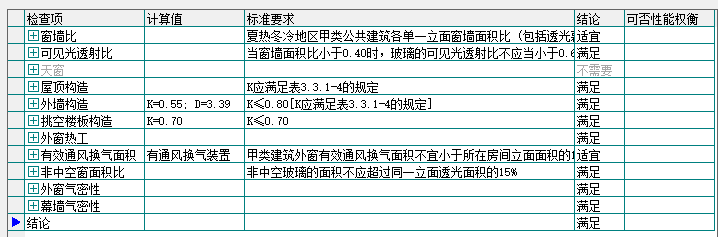 检查项 计算值 标准要求 结论 可否性能权衡
窗墙比 夏热冬冷地区甲类公共建筑各单一立面窗墙面积比（包括透光 适宜
可见光透射比 当窗墙面积比小于0.40时，玻璃的可见光透射比不应当小于0.6 满足
天窗 不需要
屋顶构造 K应满足表3.3.1-4的规定 满足
外墙构造 K=0.55; D=3.39 K≤0.80[K应满足表3.3.1-4的规定] 满足
挑空楼板构造 K=0.70 K≤0.70 满足
外窗热工 满足
有效通风换气面积 有通风换气装置 甲类建筑外窗有效通风换气面积不宜小于所在房间立面面积的1 适宜
非中空窗面积比 非中空玻璃的面积不应超过同一立面透光面积的15% 满足
外窗气密性 满足
幕墙气密性 满足
结论 满足